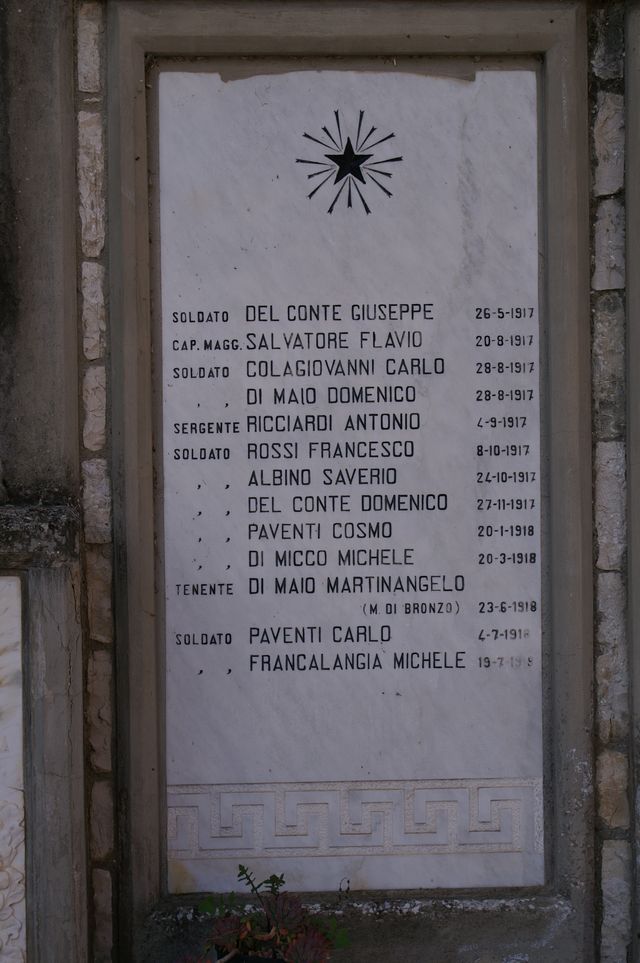 SOLDATO DEL CONTE GIUSEPPE 26-5-1917
CAP. MAGG. SALVATORE FLAVIO 20-8-1917
SOLDATO COLAGIOVANNI CARLO 28-8-1917
, , DI MAIO DOMENICO 28-8-1917
SERGENTE RICCIARDI ANTONIO 4-9-1917
SOLDATO ROSSI FRANCESCO 8-10-1917
, , ALBINO SAVERIO 24-10-1917
, , DEL CONTE DOMENICO 27-11-1917
, , PAVENTI COSMO 20-1-1918
, , DI MICCO MICHELE 20-3-1918
TENENTE DI MAIO MARTINANGELO
(M. DI BRONZO) 23-6-1918
SOLDATO PAVENTI CARLO 4-7-1918
, , FRANCALANGIA MICHELE